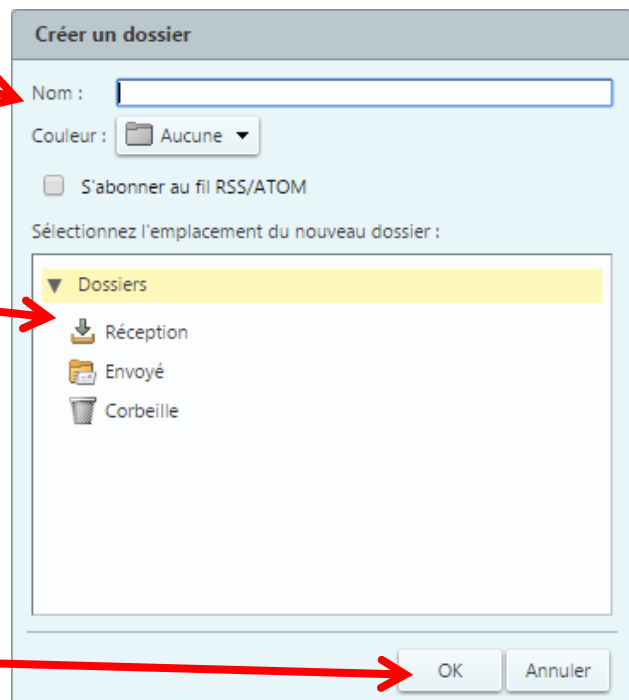 Créer un dossier
Nom :
Couleur : Aucune
S'abonner au fil RSS/ATOM
Sélectionnez l'emplacement du nouveau dossier :
Dossiers
Réception
Envoyé
Corbeille
OK Annuler